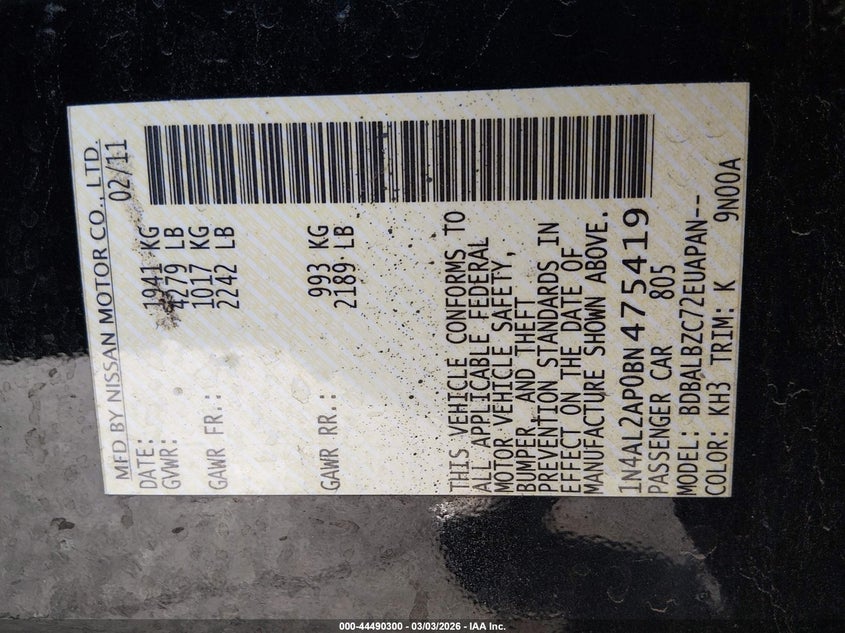 MFD BY NISSAN MOTOR CO., LTD.
DATE: 02/11
GVWR: 1941 KG
4279 LB
GAWR FR.: 1017 KG
2242 LB
GAWR RR.: 993 KG
2189 LB
THIS VEHICLE CONFORMS TO
ALL APPLICABLE FEDERAL
MOTOR VEHICLE SAFETY,
BUMPER, AND THEFT
PREVENTION STANDARDS IN
EFFECT ON THE DATE OF
MANUFACTURE SHOWN ABOVE.
1N4AL2AP0BN475419
PASSENGER CAR 805
MODEL: BDBALBZC72EUAPAN--
COLOR: KH3 TRIM: K 9N00A
000-44490300 - 03/03/2026 - IAA Inc.